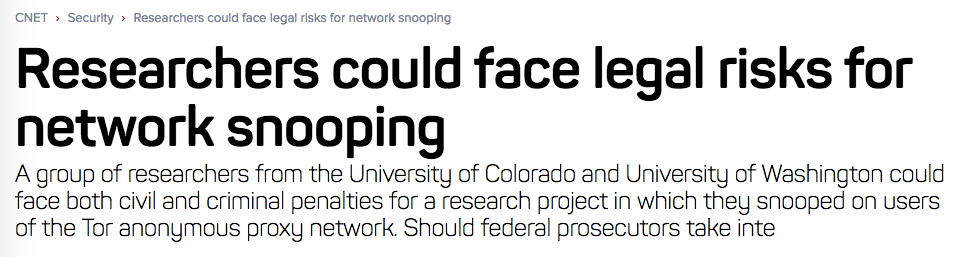 CNET › Security › Researchers could face legal risks for network snooping
Researchers could face legal risks for
network snooping
A group of researchers from the University of Colorado and University of Washington could
face both civil and criminal penalties for a research project in which they snooped on users
of the Tor anonymous proxy network. Should federal prosecutors take inte